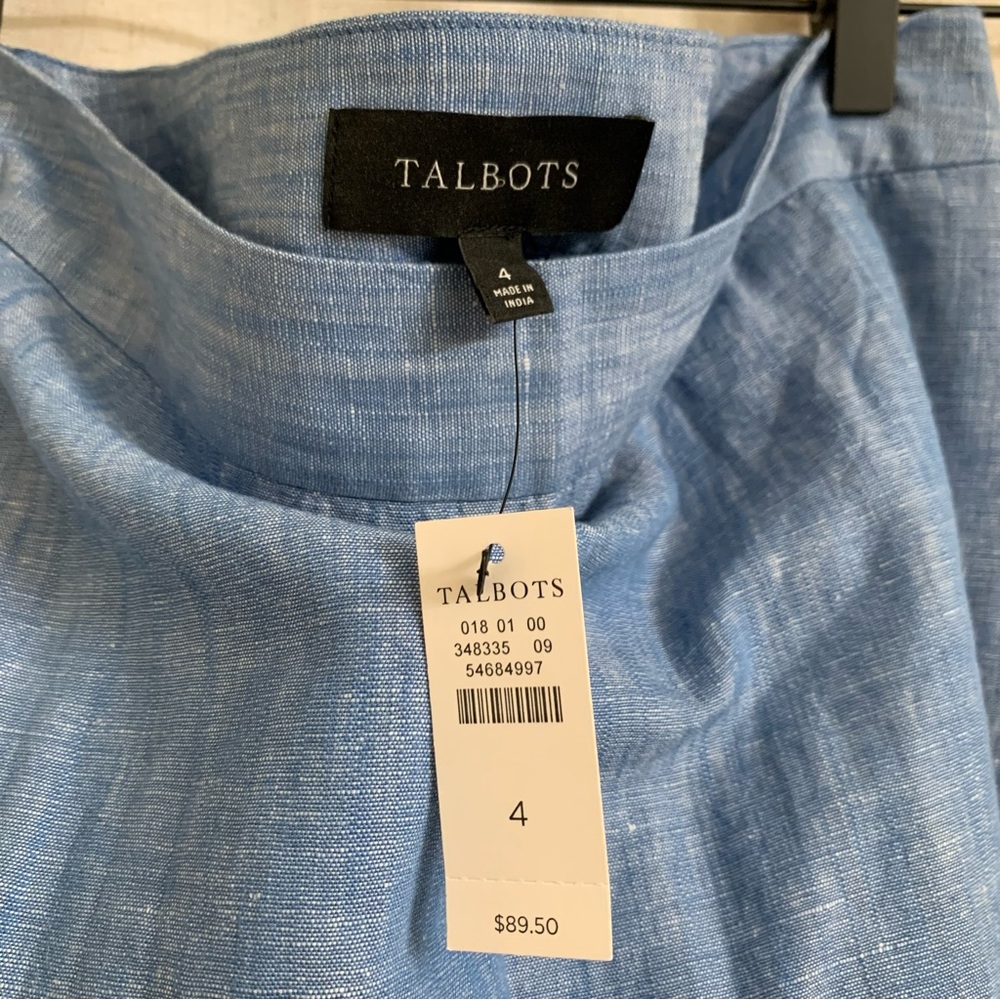 TALBOTS
4
MADE IN
INDIA
TALBOTS
018 01 00
348335 09
54684997
4
$89.50